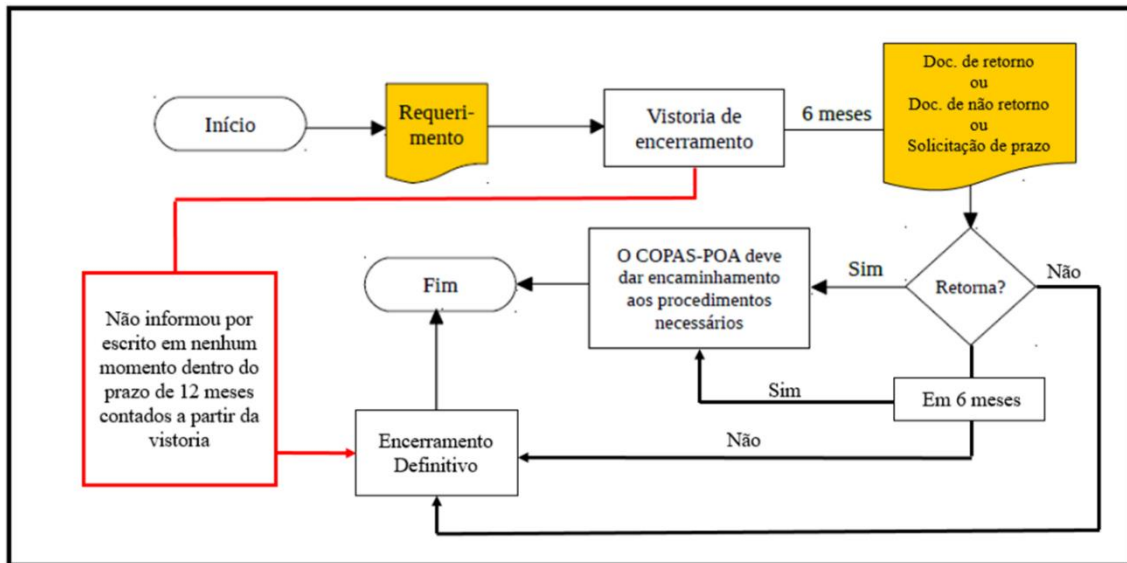 Início
Requeri-
mento
Vistoria de
encerramento
6 meses
Doc. de retorno
ou
Doc. de não retorno
ou
Solicitação de prazo
Retorna?
Sim
Não
O COPAS-POA deve
dar encaminhamento
aos procedimentos
necessários
Fim
Em 6 meses
Sim
Não
Não informou por
escrito em nenhum
momento dentro do
prazo de 12 meses
contados a partir da
vistoria
Encerramento
Definitivo